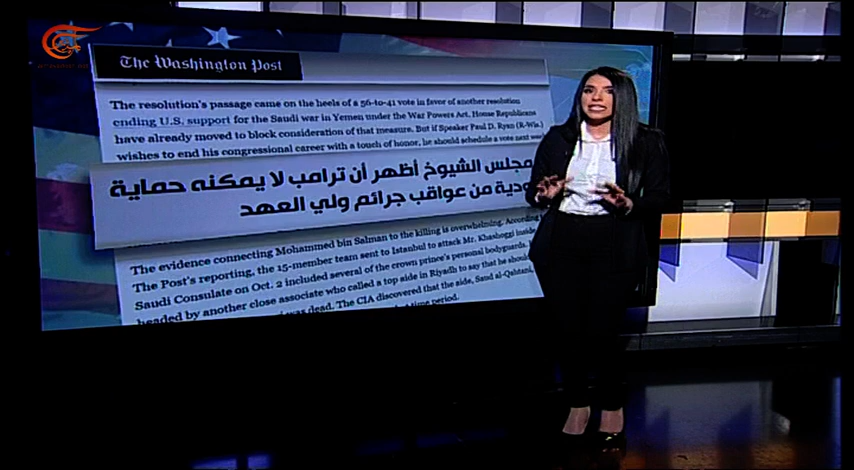 The Washington Post
The resolution's passage came on the heels of a 56-to-41 vote in favor of another resolution
ending U.S. support for the Saudi war in Yemen under the War Powers Act. House Republicans
have already moved to block consideration of that measure. But if Speaker Paul D. Ryan (R-Wis.)
wishes to end his congressional career with a touch of honor, he should schedule a vote next
مجلس الشيوخ أظهر أن ترامب لا يمكنه حماية
من عواقب جرائم ولي العهد
The evidence connecting Mohammed bin Salman to the killing is overwhelming. According
The Post's reporting, the 15-member team sent to Istanbul to attack Mr. Khashoggi inside
Saudi Consulate on Oct. 2 included several of the crown prince's personal bodyguards.
headed by another close associate who called a top aide in Riyadh to say that he should
was dead. The CIA discovered that the aide, Saud al-Qahtani,
time period.